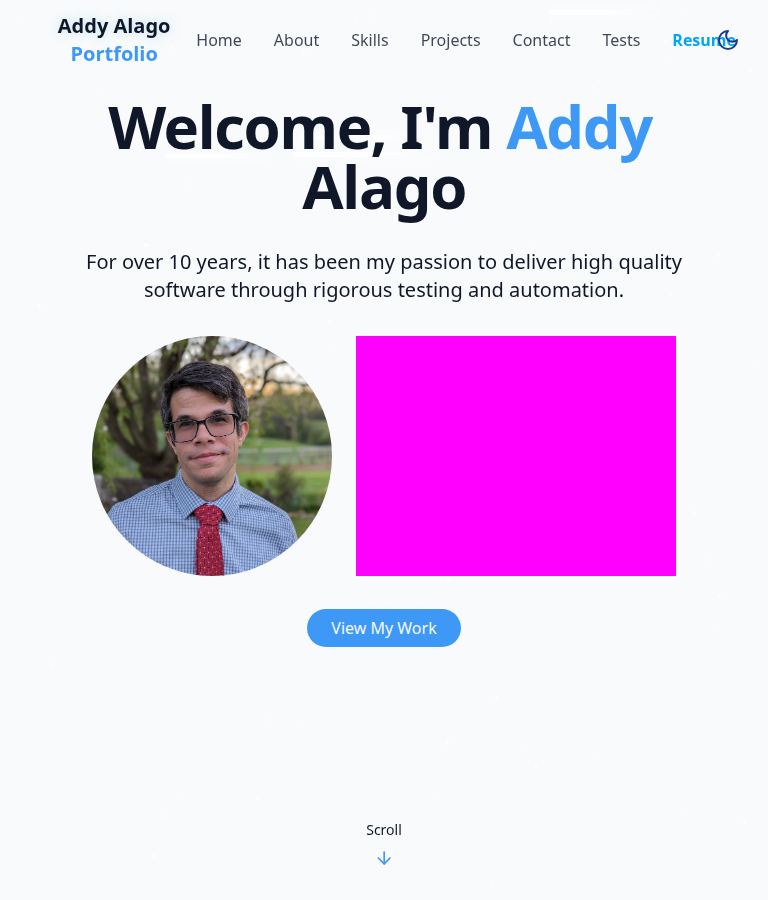 Addy Alago
Portfolio
Home About Skills Projects Contact Tests Resume
Welcome, I'm Addy
Alago
For over 10 years, it has been my passion to deliver high quality
software through rigorous testing and automation.
View My Work
Scroll